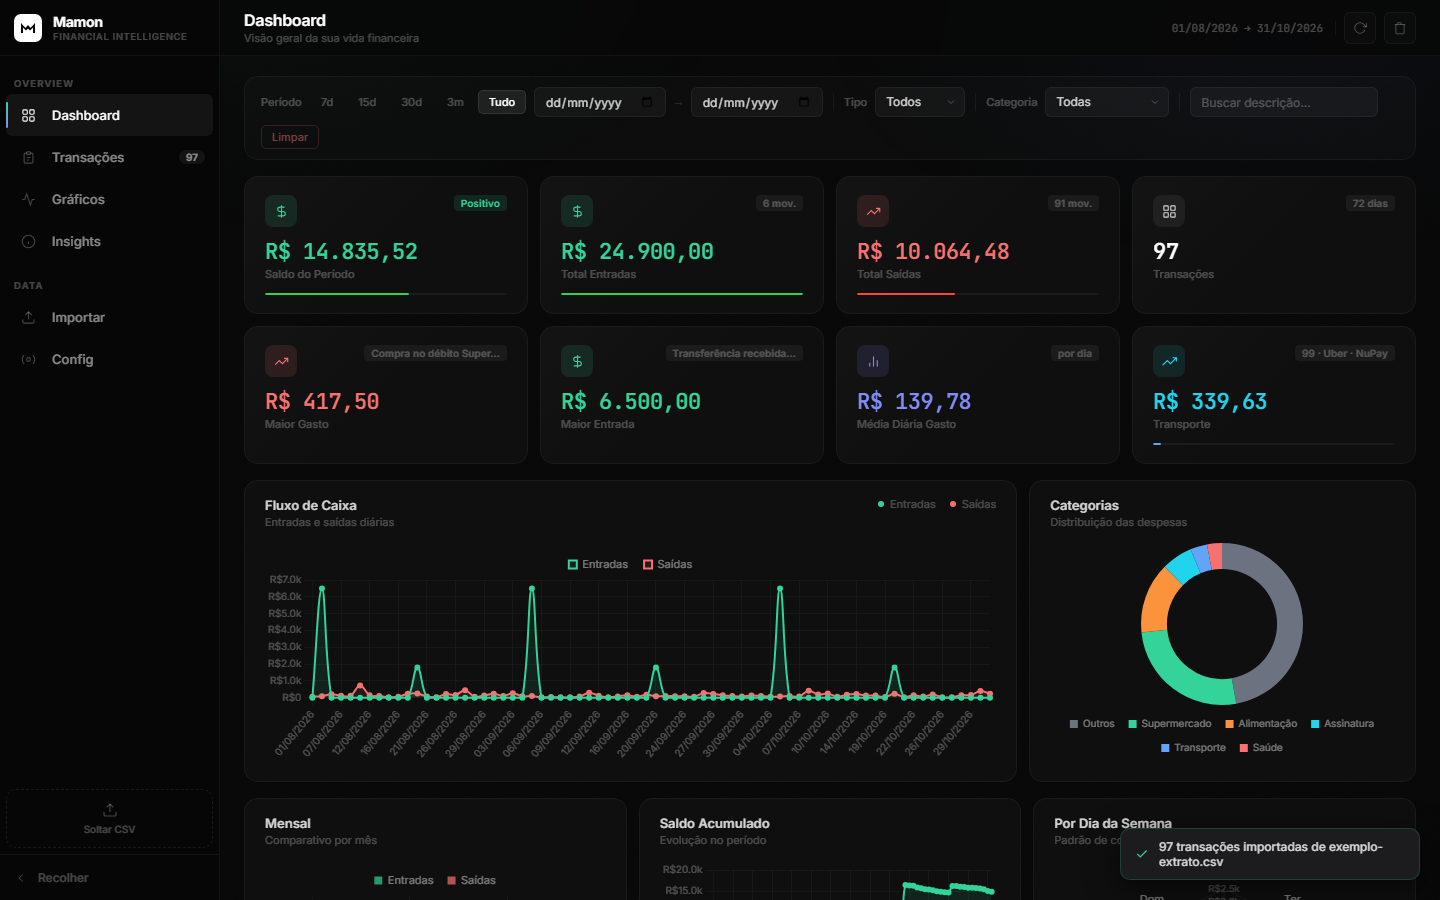 Mamon
FINANCIAL INTELLIGENCE
OVERVIEW
Dashboard
Transações 97
Gráficos
Insights
DATA
Importar
Config
Soltar CSV
Recolher
Dashboard
Visão geral da sua vida financeira
01/08/2026 → 31/10/2026
Período 7d 15d 30d 3m Tudo dd/mm/yyyy → dd/mm/yyyy Tipo Todos Categoria Todas Buscar descrição...
Limpar
Positivo
R$ 14.835,52
Saldo do Período
6 mov.
R$ 24.900,00
Total Entradas
91 mov.
R$ 10.064,48
Total Saídas
72 dias
97
Transações
Compra no débito Super...
R$ 417,50
Maior Gasto
Transferência recebida...
R$ 6.500,00
Maior Entrada
por dia
R$ 139,78
Média Diária Gasto
99 · Uber · NuPay
R$ 339,63
Transporte
Fluxo de Caixa
Entradas e saídas diárias
Entradas Saídas
Entradas Saídas
R$7.0k
R$6.0k
R$5.0k
R$4.0k
R$3.0k
R$2.0k
R$1.0k
R$0
01/08/2026 07/08/2026 12/08/2026 16/08/2026 21/08/2026 26/08/2026 29/08/2026 03/09/2026 06/09/2026 09/09/2026 12/09/2026 16/09/2026 20/09/2026 24/09/2026 27/09/2026 30/09/2026 04/10/2026 07/10/2026 10/10/2026 14/10/2026 19/10/2026 22/10/2026 26/10/2026 29/10/2026
Categorias
Distribuição das despesas
Outros Supermercado Alimentação Assinatura
Transporte Saúde
Mensal
Comparativo por mês
Entradas Saídas
Saldo Acumulado
Evolução no período
R$20.0k
R$15.0k
Por Dia da Semana
Padrão de
R$2.5k
Dom Ter
97 transações importadas de exemplo-
extrato.csv